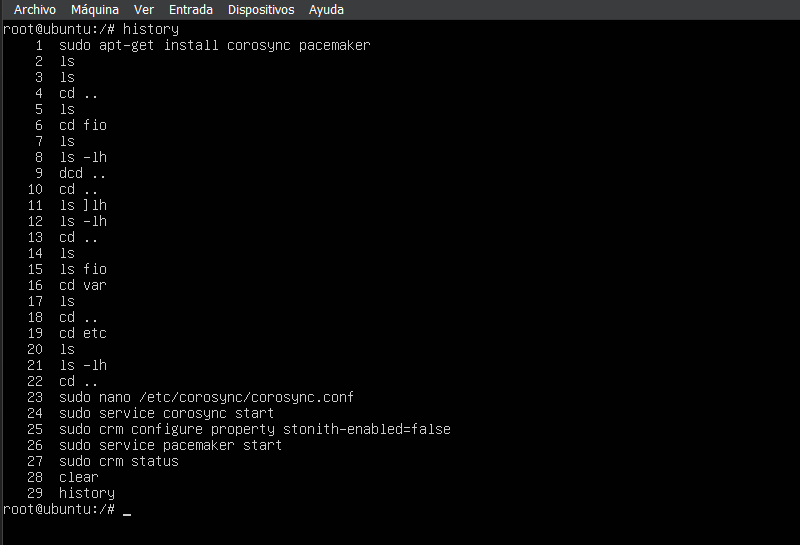 Archivo Máquina Ver Entrada Dispositivos Ayuda
root@ubuntu:/# history
1 sudo apt-get install corosync pacemaker
2 ls
3 ls
4 cd ..
5 ls
6 cd fio
7 ls
8 ls -lh
9 dcd ..
10 cd ..
11 ls ]lh
12 ls -lh
13 cd ..
14 ls
15 ls fio
16 cd var
17 ls
18 cd ..
19 cd etc
20 ls
21 ls -lh
22 cd ..
23 sudo nano /etc/corosync/corosync.conf
24 sudo service corosync start
25 sudo crm configure property stonith-enabled=false
26 sudo service pacemaker start
27 sudo crm status
28 clear
29 history
root@ubuntu:/# _